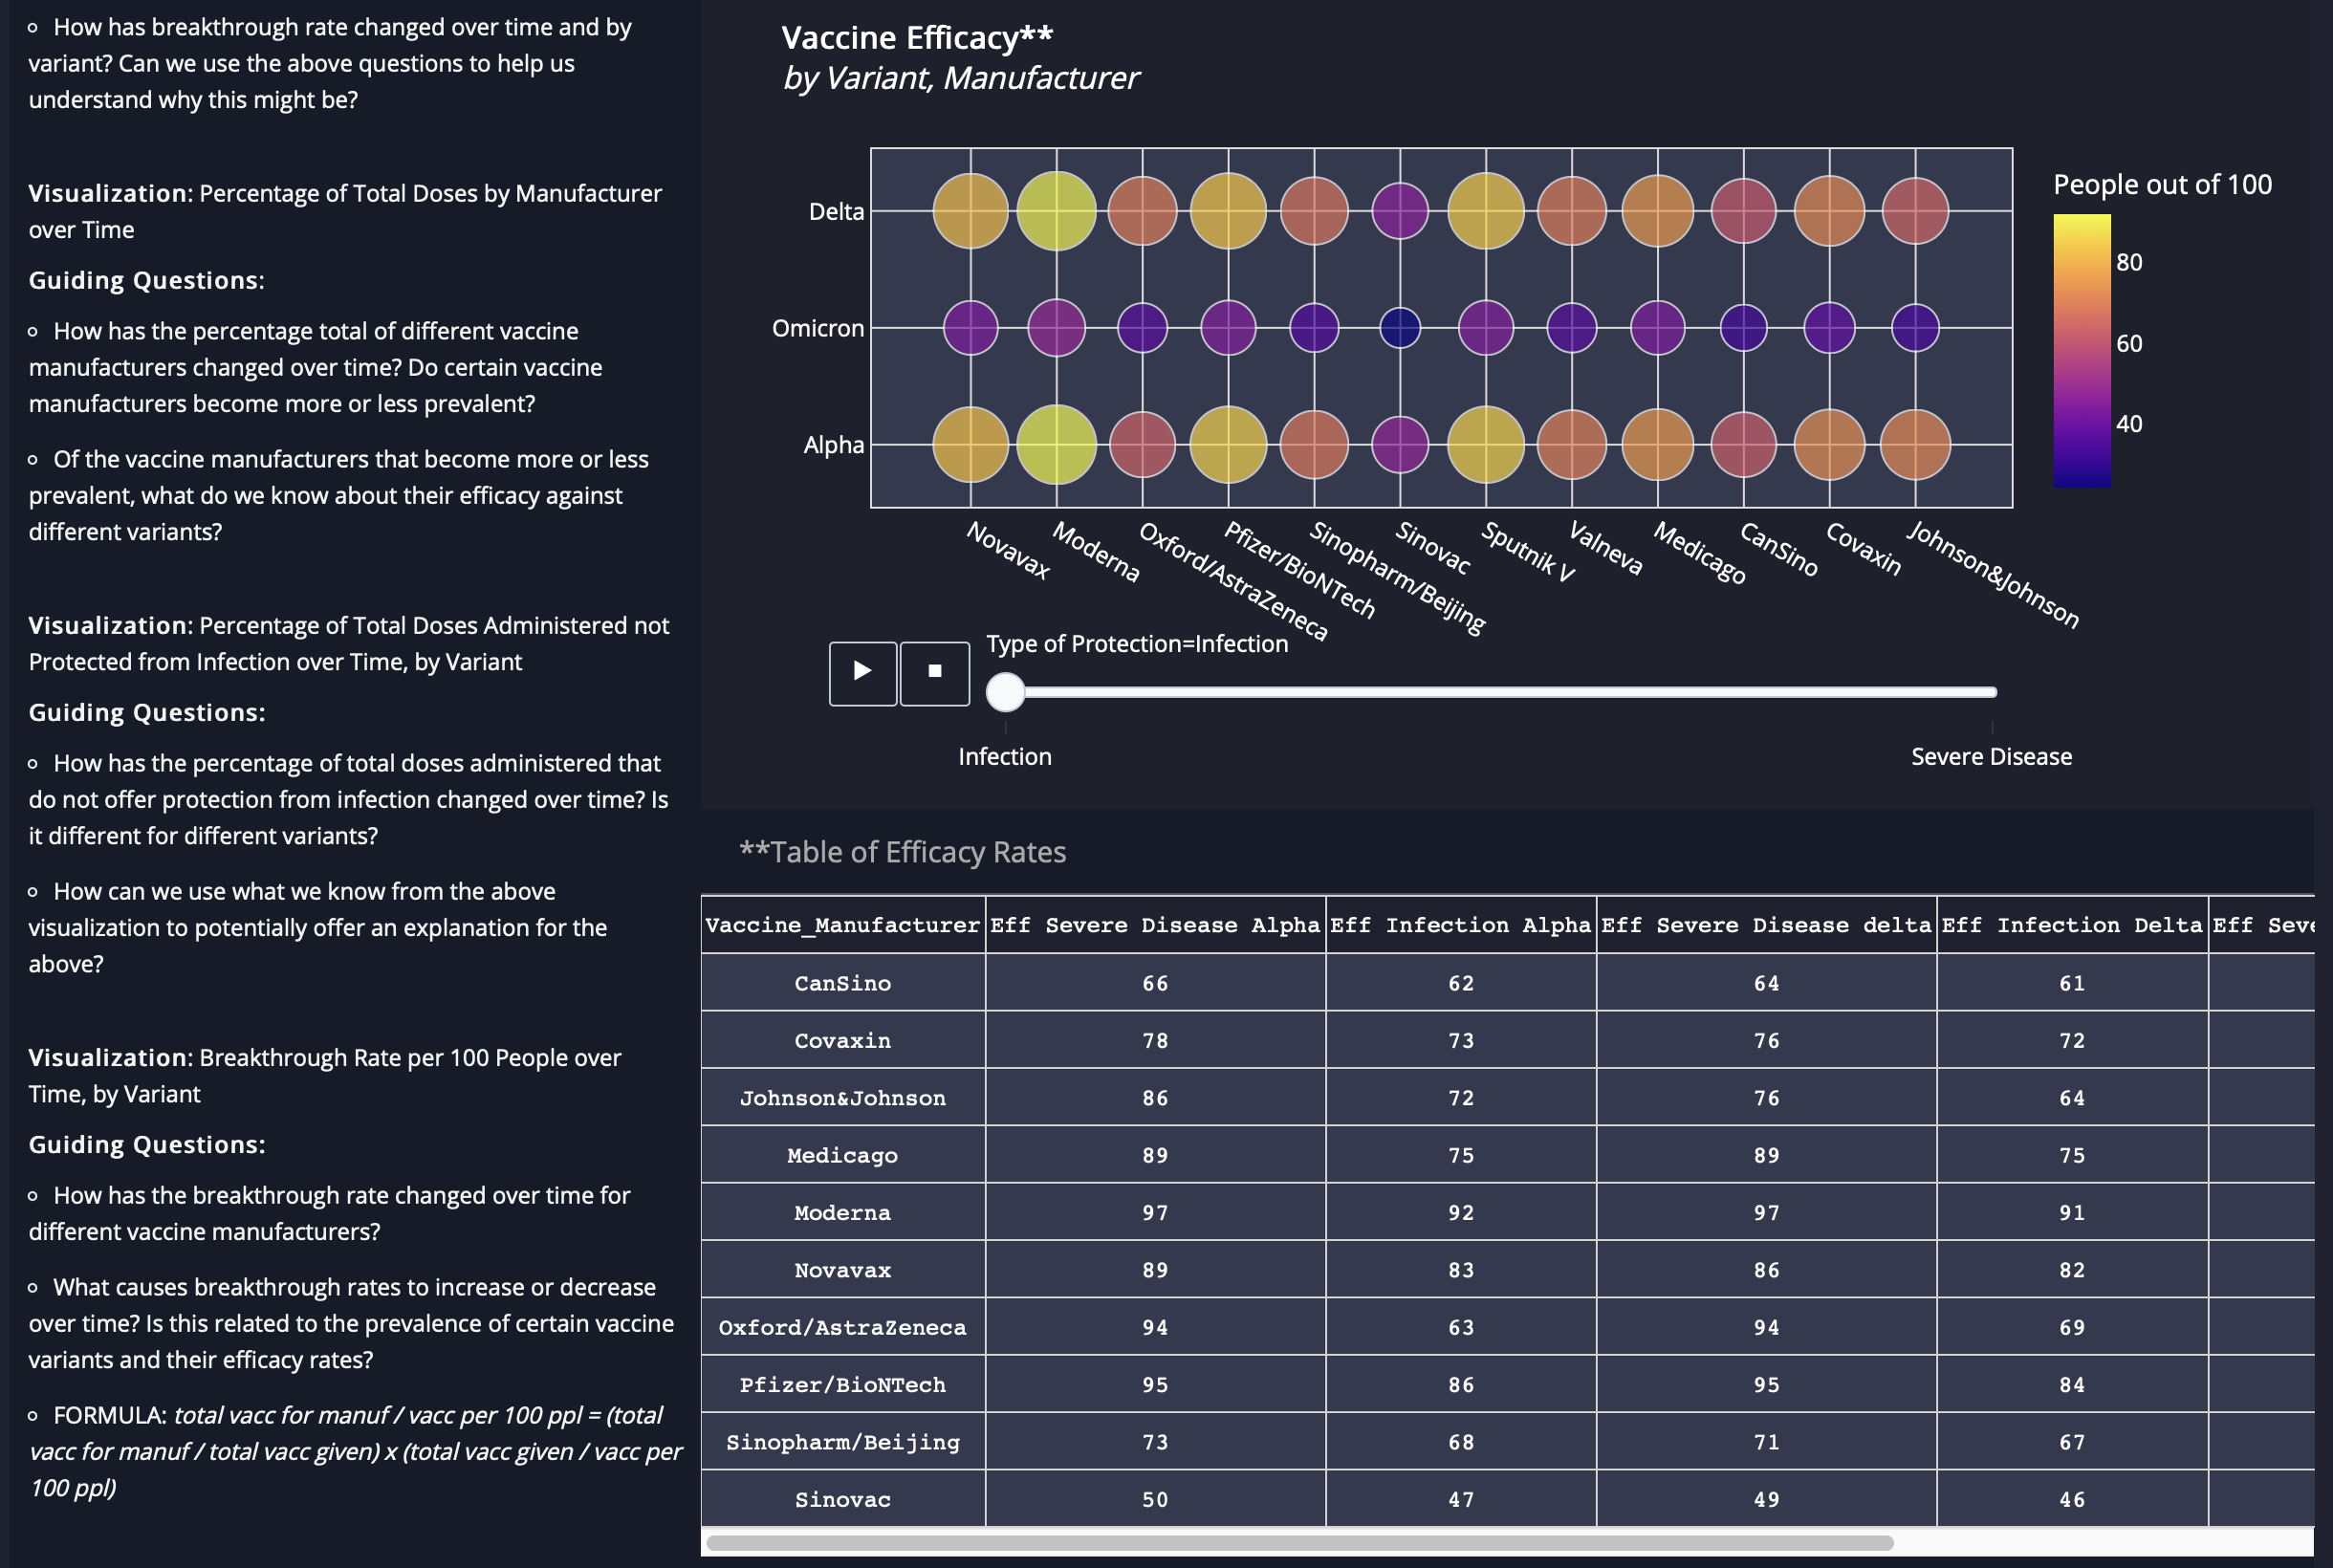 How has breakthrough rate changed over time and by
variant? Can we use the above questions to help us
understand why this might be?
Visualization: Percentage of Total Doses by Manufacturer
over Time
Guiding Questions:
How has the percentage total of different vaccine
manufacturers changed over time? Do certain vaccine
manufacturers become more or less prevalent?
Of the vaccine manufacturers that become more or less
prevalent, what do we know about their efficacy against
different variants?
Visualization: Percentage of Total Doses Administered not
Protected from Infection over Time, by Variant
Guiding Questions:
How has the percentage of total doses administered that
do not offer protection from infection changed over time? Is
it different for different variants?
How can we use what we know from the above
visualization to potentially offer an explanation for the
above?
Visualization: Breakthrough Rate per 100 People over
Time, by Variant
Guiding Questions:
How has the breakthrough rate changed over time for
different vaccine manufacturers?
What causes breakthrough rates to increase or decrease
over time? Is this related to the prevalence of certain vaccine
variants and their efficacy rates?
FORMULA: total vacc for manuf / vacc per 100 ppl = (total
vacc for manuf / total vacc given) x (total vacc given / vacc per
100 ppl)
Vaccine Efficacy**
by Variant, Manufacturer
Delta
Omicron
Alpha
Novavax
Moderna
Oxford/AstraZeneca
Pfizer/BioNTech
Sinopharm/Beijing
Sinovac
Sputnik V
Valneva
Medicago
CanSino
Covaxin
Johnson&Johnson
People out of 100
80
60
40
Type of Protection=Infection
Infection
Severe Disease
**Table of Efficacy Rates
Vaccine_Manufacturer Eff Severe Disease Alpha Eff Infection Alpha Eff Severe Disease delta Eff Infection Delta Eff Seve
CanSino 66 62 64 61
Covaxin 78 73 76 72
Johnson&Johnson 86 72 76 64
Medicago 89 75 89 75
Moderna 97 92 97 91
Novavax 89 83 86 82
Oxford/AstraZeneca 94 63 94 69
Pfizer/BioNTech 95 86 95 84
Sinopharm/Beijing 73 68 71 67
Sinovac 50 47 49 46